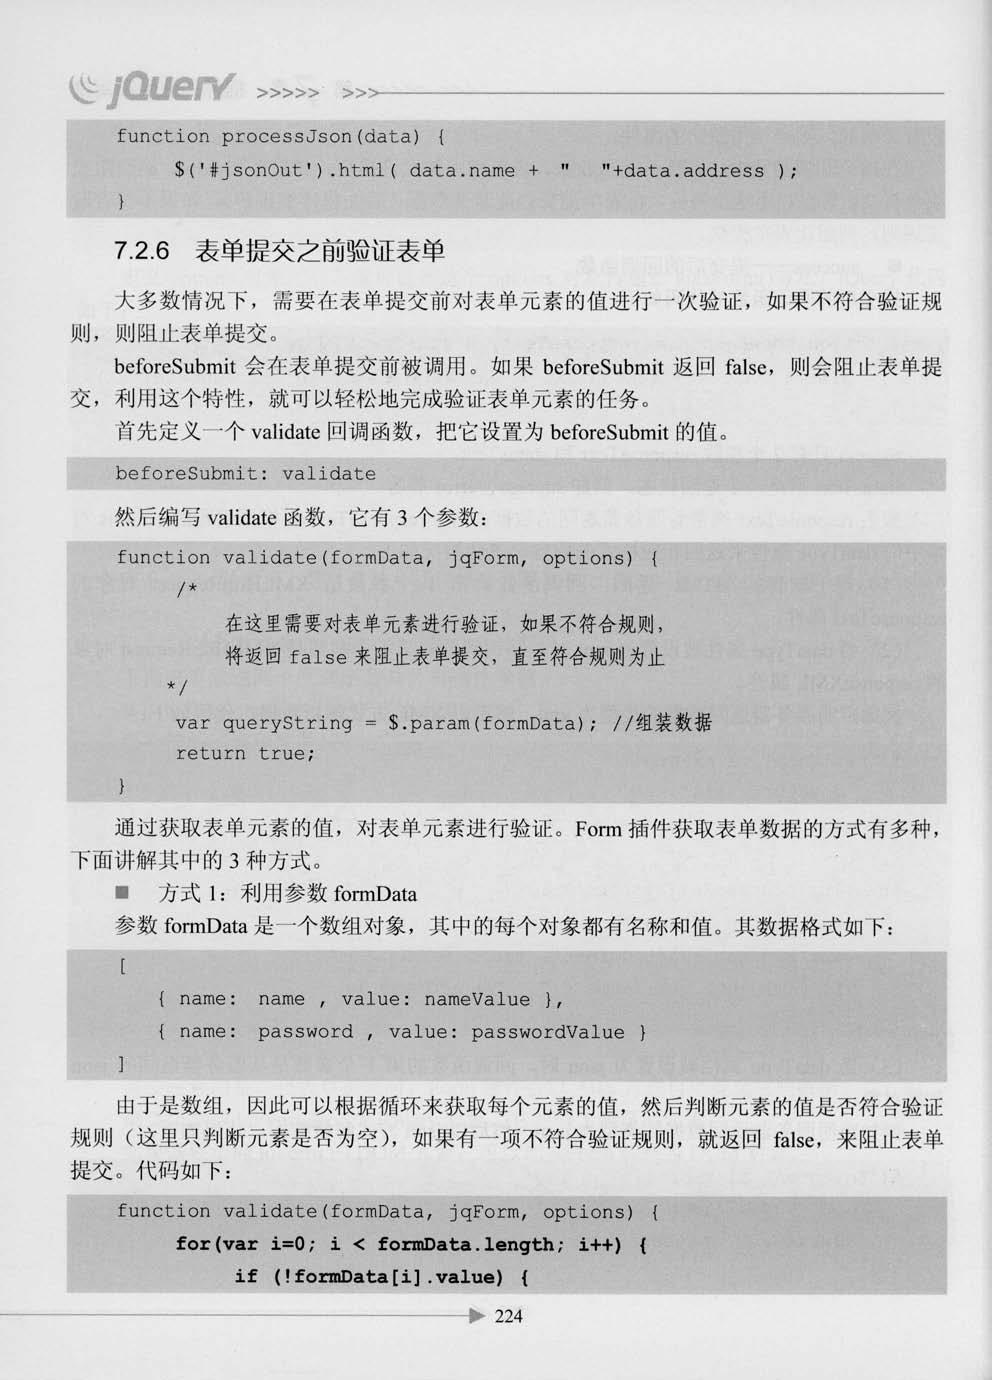 jQuery >>>>> >>>
function processJson(data) {
$('#jsonOut').html( data.name + " "+data.address );
}
7.2.6 表单提交之前验证表单
大多数情况下，需要在表单提交前对表单元素的值进行一次验证，如果不符合验证规
则，则阻止表单提交。
beforeSubmit 会在表单提交前被调用。如果 beforeSubmit 返回 false，则会阻止表单提
交，利用这个特性，就可以轻松地完成验证表单元素的任务。
首先定义一个 validate 回调函数，把它设置为 beforeSubmit 的值。
beforeSubmit: validate
然后编写 validate 函数，它有 3 个参数：
function validate(formData, jqForm, options) {
/*
在这里需要对表单元素进行验证，如果不符合规则，
将返回 false 来阻止表单提交，直至符合规则为止
*/
var queryString = $.param(formData); //组装数据
return true;
}
通过获取表单元素的值，对表单元素进行验证。Form 插件获取表单数据的方式有多种，
下面讲解其中的 3 种方式。
■ 方式 1：利用参数 formData
参数 formData 是一个数组对象，其中的每个对象都有名称和值。其数据格式如下：
[
{ name: name , value: nameValue },
{ name: password , value: passwordValue }
]
由于是数组，因此可以根据循环来获取每个元素的值，然后判断元素的值是否符合验证
规则（这里只判断元素是否为空），如果有一项不符合验证规则，就返回 false，来阻止表单
提交。代码如下：
function validate(formData, jqForm, options) {
for(var i=0; i < formData.length; i++) {
if (!formData[i].value) {
224